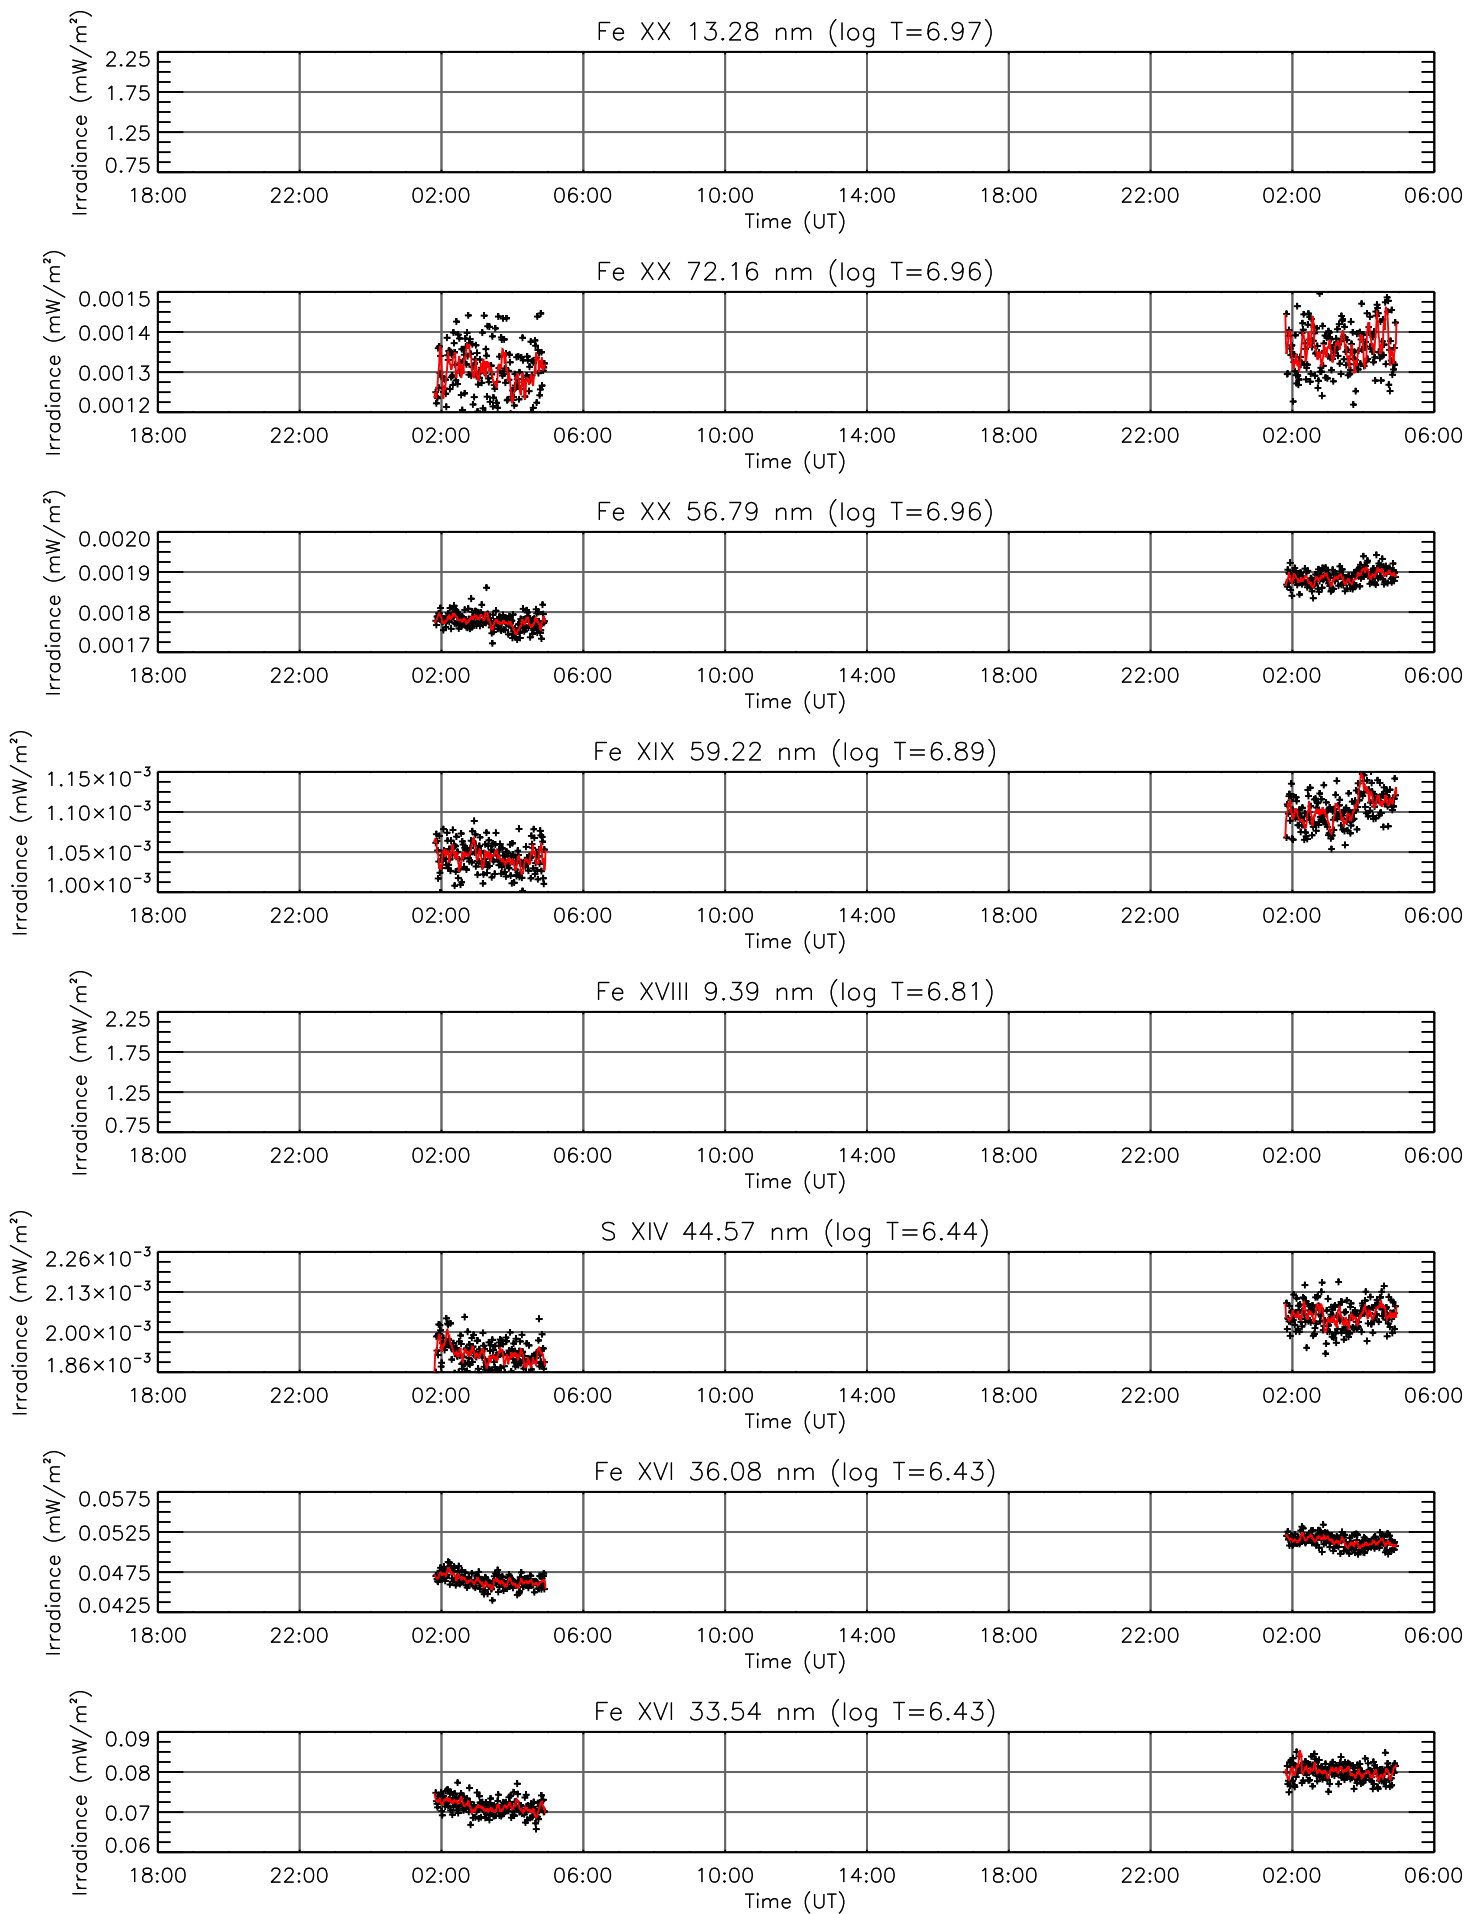 Fe XX 13.28 nm (log T=6.97)
Irradiance (mW/m²)
2.25
1.75
1.25
0.75
18:00 22:00 02:00 06:00 10:00 14:00 18:00 22:00 02:00 06:00
Time (UT)
Fe XX 72.16 nm (log T=6.96)
Irradiance (mW/m²)
0.0015
0.0014
0.0013
0.0012
18:00 22:00 02:00 06:00 10:00 14:00 18:00 22:00 02:00 06:00
Time (UT)
Fe XX 56.79 nm (log T=6.96)
Irradiance (mW/m²)
0.0020
0.0019
0.0018
0.0017
18:00 22:00 02:00 06:00 10:00 14:00 18:00 22:00 02:00 06:00
Time (UT)
Fe XIX 59.22 nm (log T=6.89)
Irradiance (mW/m²)
1.15×10⁻³
1.10×10⁻³
1.05×10⁻³
1.00×10⁻³
18:00 22:00 02:00 06:00 10:00 14:00 18:00 22:00 02:00 06:00
Time (UT)
Fe XVIII 9.39 nm (log T=6.81)
Irradiance (mW/m²)
2.25
1.75
1.25
0.75
18:00 22:00 02:00 06:00 10:00 14:00 18:00 22:00 02:00 06:00
Time (UT)
S XIV 44.57 nm (log T=6.44)
Irradiance (mW/m²)
2.26×10⁻³
2.13×10⁻³
2.00×10⁻³
1.86×10⁻³
18:00 22:00 02:00 06:00 10:00 14:00 18:00 22:00 02:00 06:00
Time (UT)
Fe XVI 36.08 nm (log T=6.43)
Irradiance (mW/m²)
0.0575
0.0525
0.0475
0.0425
18:00 22:00 02:00 06:00 10:00 14:00 18:00 22:00 02:00 06:00
Time (UT)
Fe XVI 33.54 nm (log T=6.43)
Irradiance (mW/m²)
0.09
0.08
0.07
0.06
18:00 22:00 02:00 06:00 10:00 14:00 18:00 22:00 02:00 06:00
Time (UT)